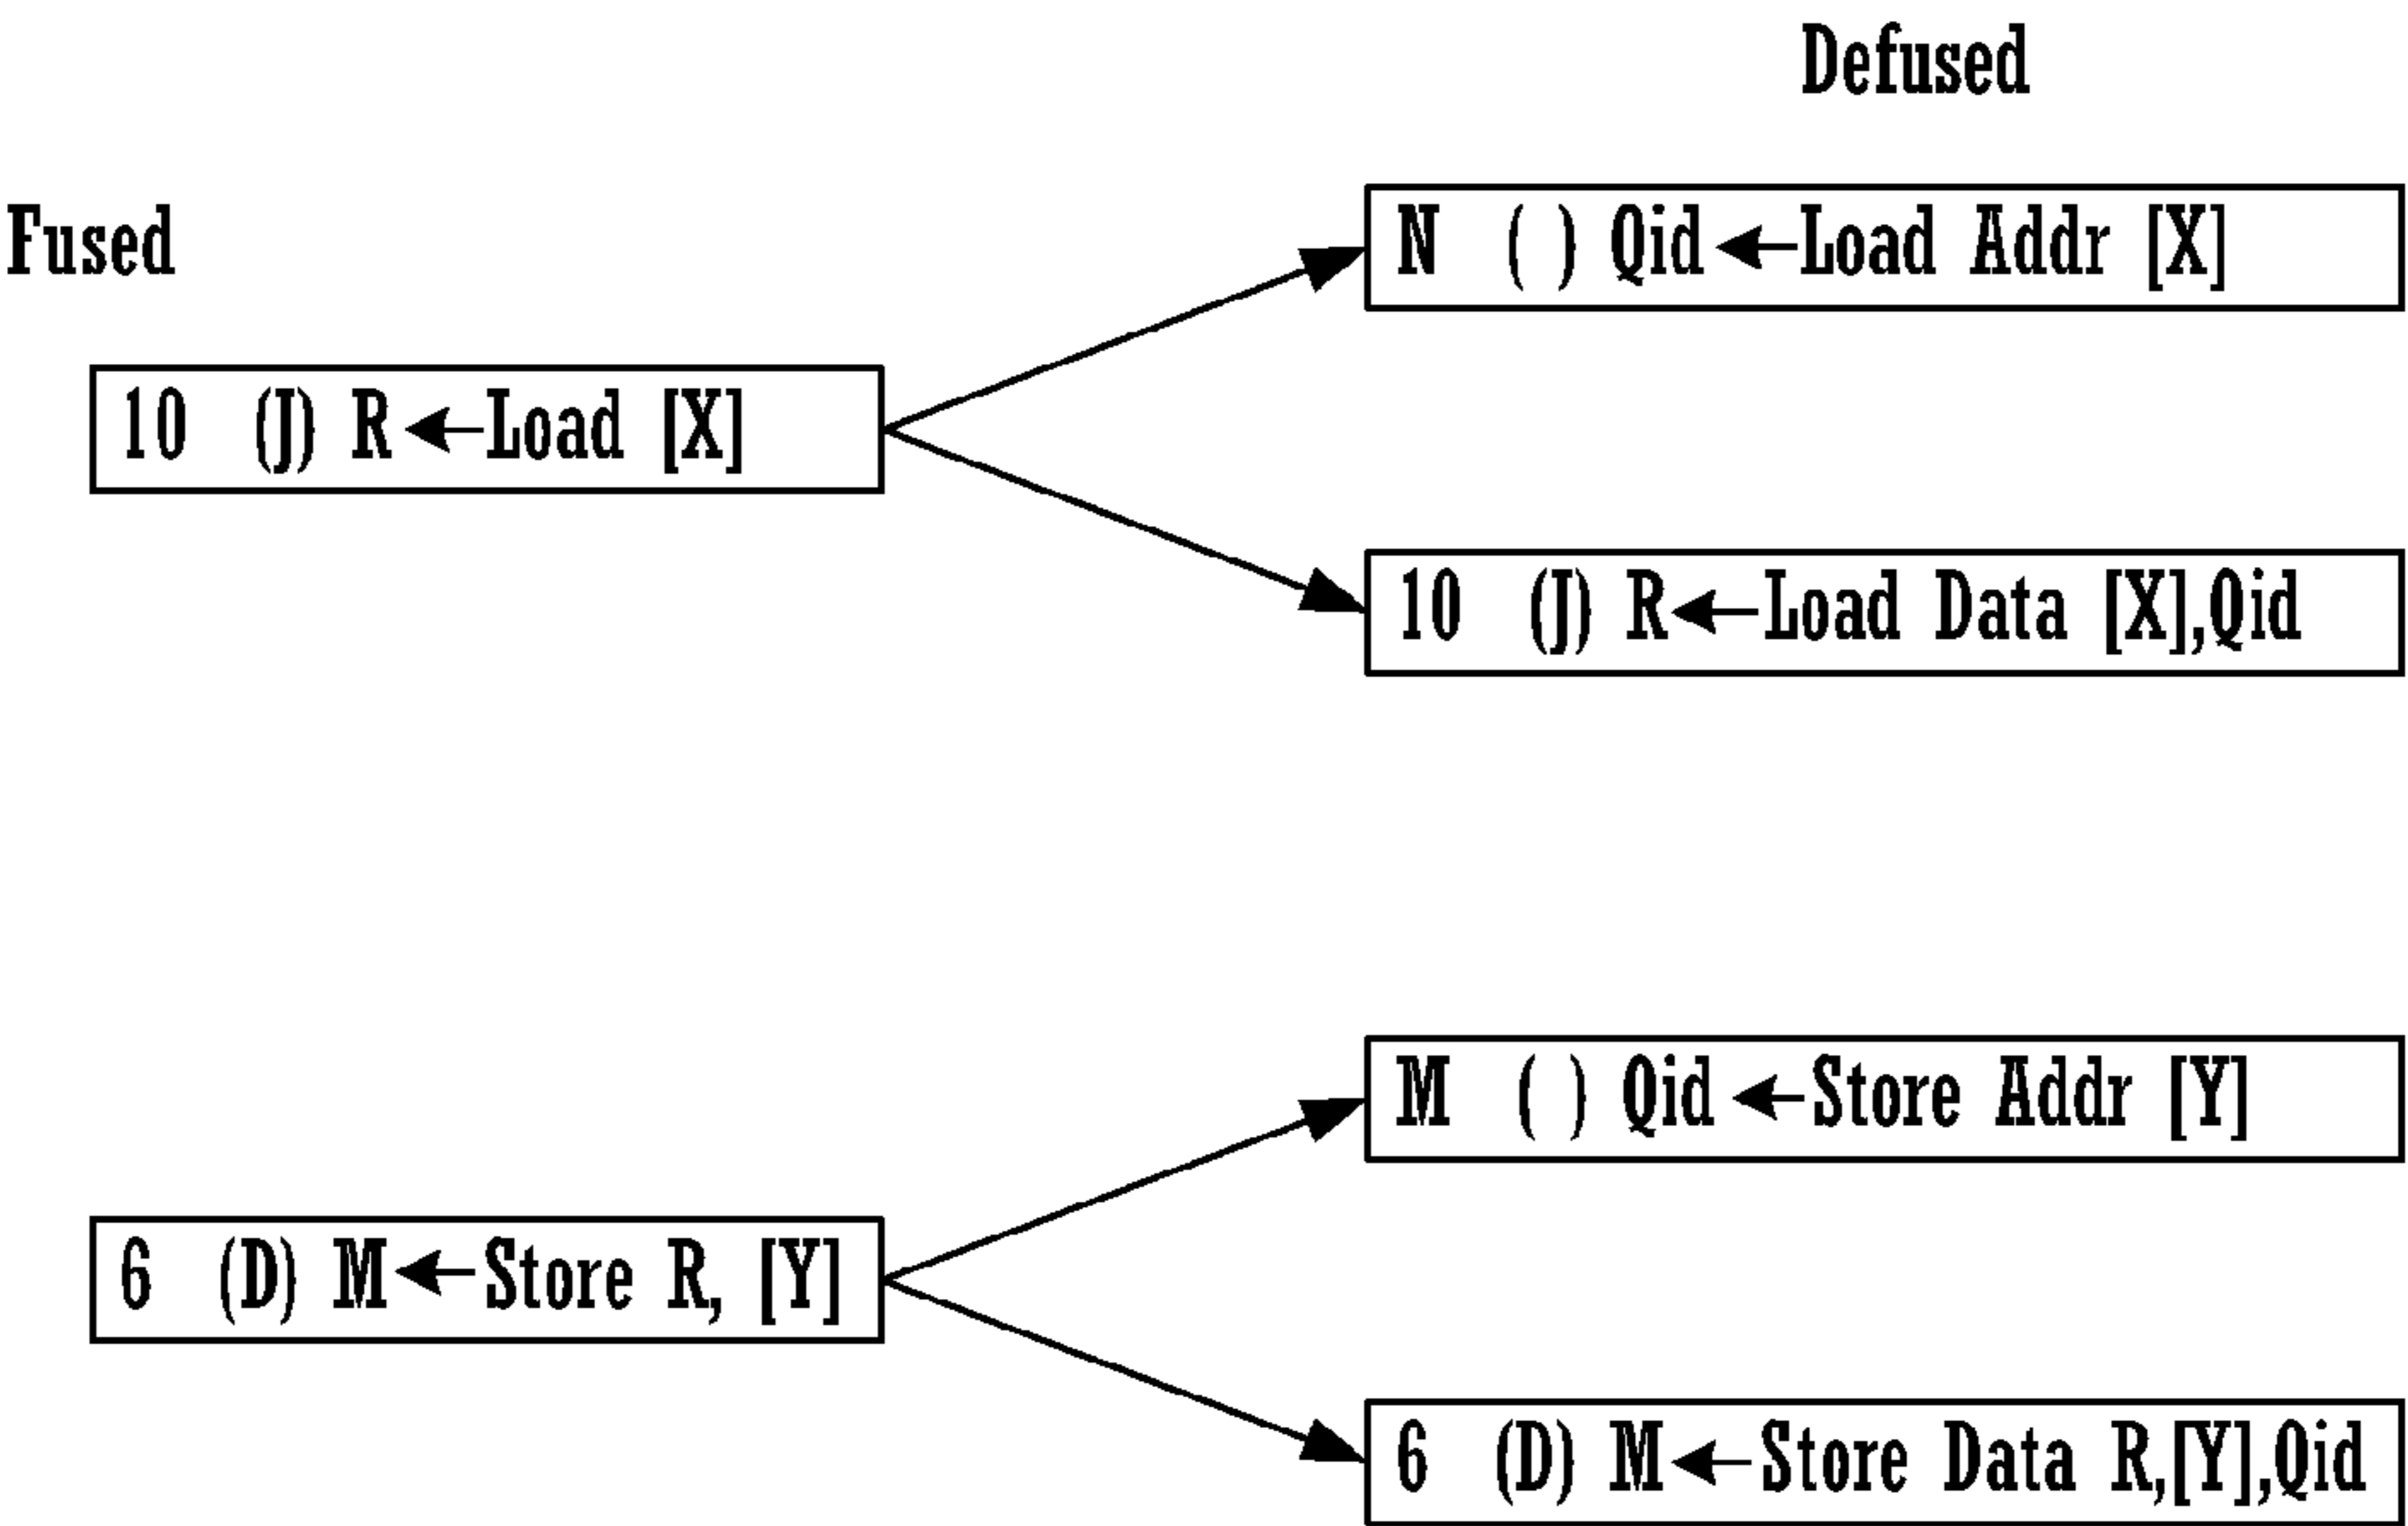 Defused
Fused
N ( ) Qid←Load Addr [X]
10 (J) R←Load [X]
10 (J) R←Load Data [X],Qid
M ( ) Qid←Store Addr [Y]
6 (D) M←Store R, [Y]
6 (D) M←Store Data R,[Y],Qid